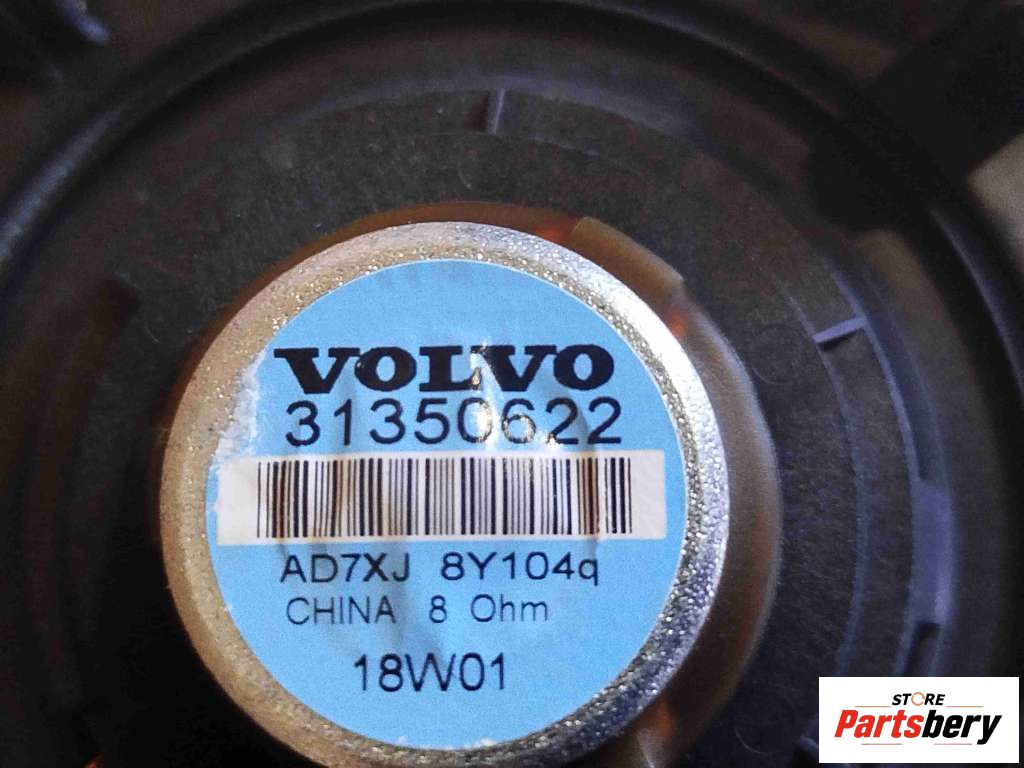 VOLVO
31350622
AD7XJ 8Y104q
CHINA 8 Ohm
18W01
STORE
Partsbery